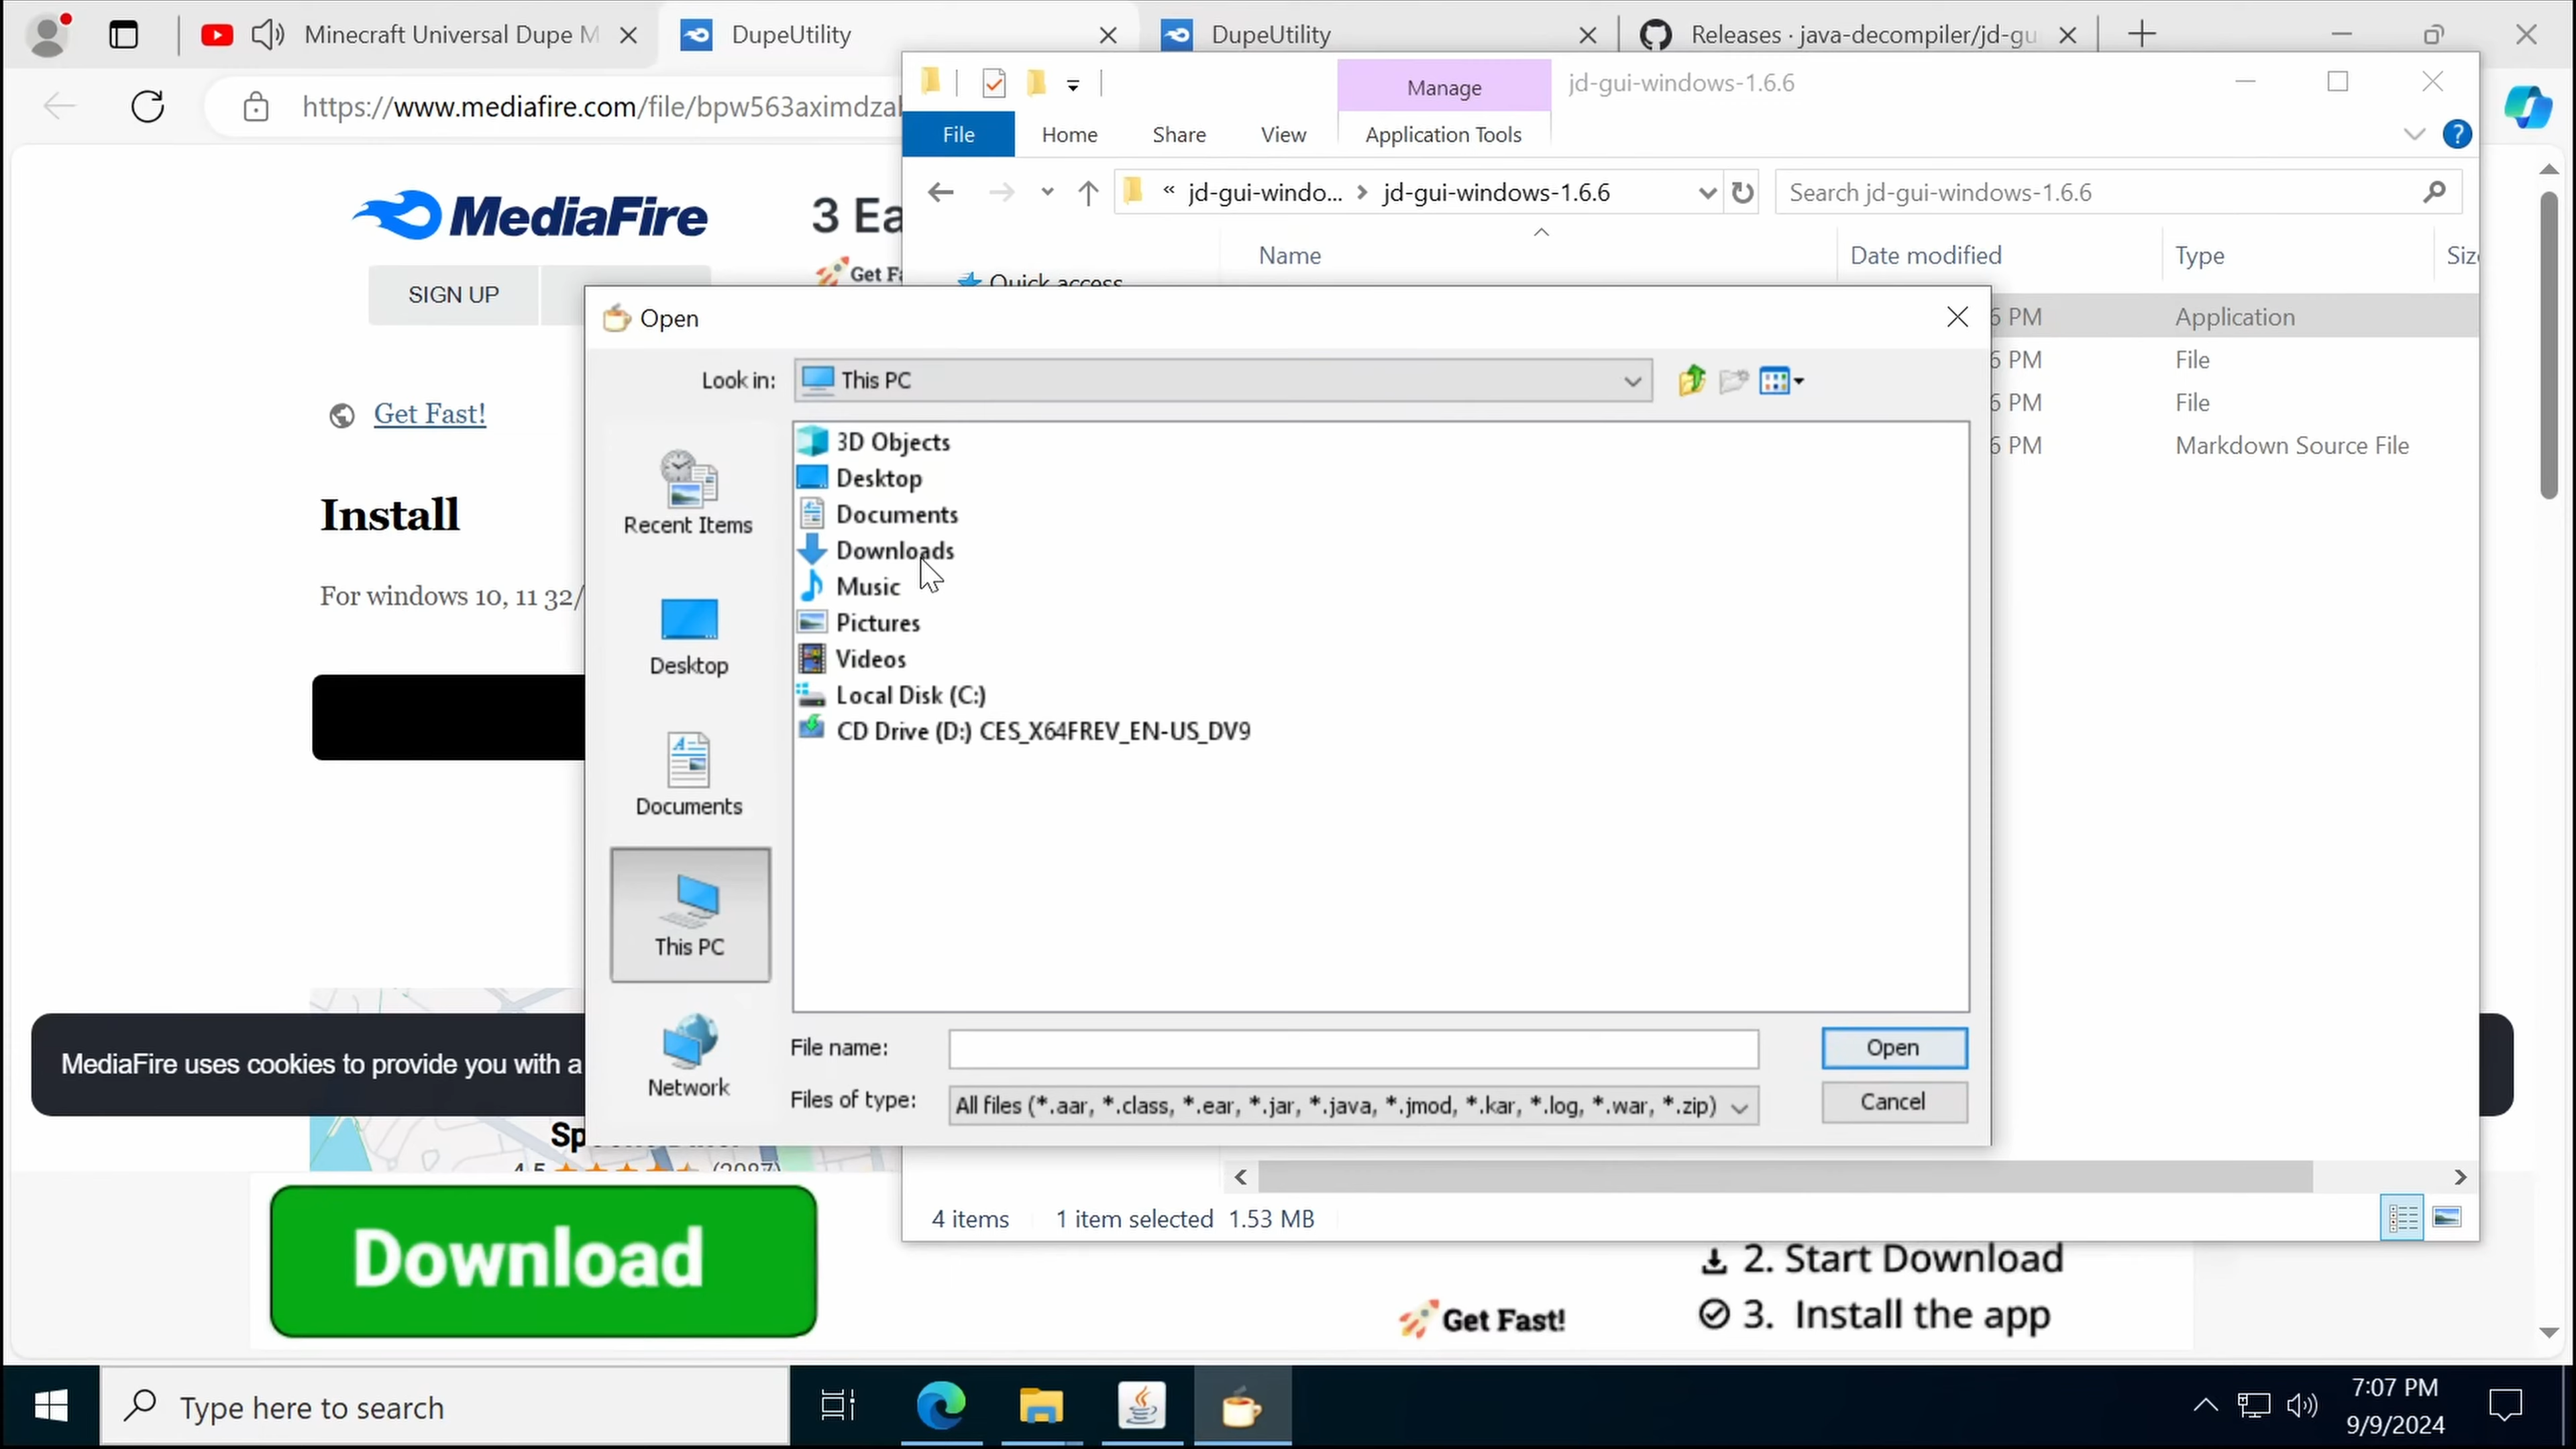 Minecraft Universal Dupe M
DupeUtility
DupeUtility
Releases · java-decompiler/jd-gu
https://www.mediafire.com/file/bpw563aximdza
Manage
jd-gui-windows-1.6.6
File
Home
Share
View
Application Tools
« jd-gui-windo... > jd-gui-windows-1.6.6
Search jd-gui-windows-1.6.6
MediaFire
3 Ea
Name
Date modified
Type
Siz
Get Fa
Quick access
SIGN UP
Open
6 PM
Application
6 PM
File
6 PM
File
6 PM
Markdown Source File
Look in:
This PC
Get Fast!
3D Objects
Desktop
Documents
Downloads
Music
Pictures
Videos
Local Disk (C:)
CD Drive (D:) CES_X64FREV_EN-US_DV9
Recent Items
Desktop
Documents
This PC
Network
Install
For windows 10, 11 32/
File name:
Open
Files of type:
All files (*.aar, *.class, *.ear, *.jar, *.java, *.jmod, *.kar, *.log, *.war, *.zip)
Cancel
MediaFire uses cookies to provide you with a
4 items
1 item selected 1.53 MB
Download
2. Start Download
Get Fast!
3. Install the app
Type here to search
7:07 PM
9/9/2024